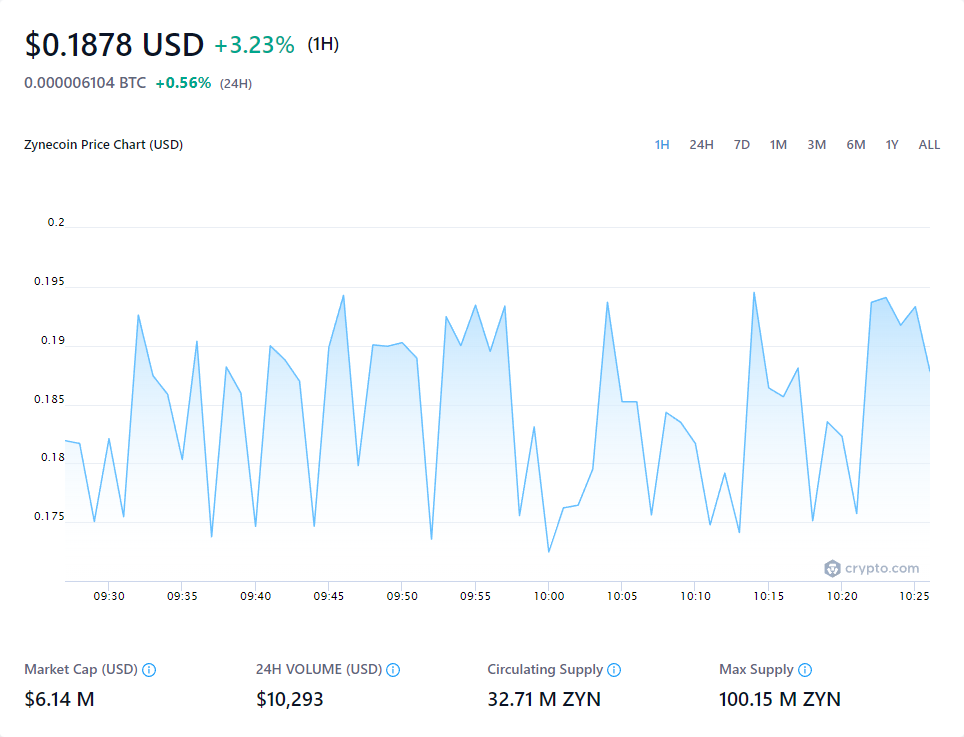 $0.1878 USD +3.23% (1H)
0.000006104 BTC +0.56% (24H)
Zynecoin Price Chart (USD) 1H 24H 7D 1M 3M 6M 1Y ALL
0.2
0.195
0.19
0.185
0.18
0.175
crypto.com
09:30 09:35 09:40 09:45 09:50 09:55 10:00 10:05 10:10 10:15 10:20 10:25
Market Cap (USD) 24H VOLUME (USD) Circulating Supply Max Supply
$6.14 M $10,293 32.71 M ZYN 100.15 M ZYN